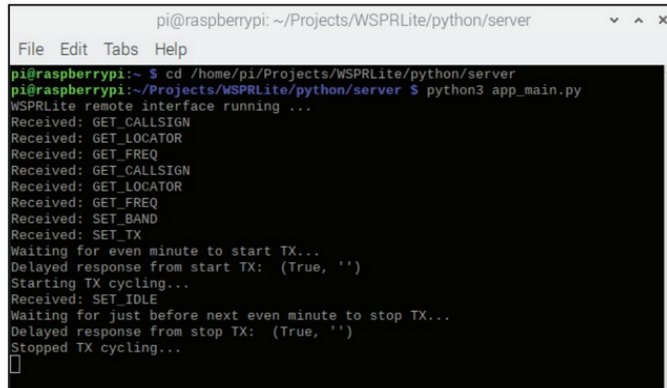 pi@raspberrypi: ~/Projects/WSPRLite/python/server
File Edit Tabs Help
pi@raspberrypi:~ $ cd /home/pi/Projects/WSPRLite/python/server
pi@raspberrypi:~/Projects/WSPRLite/python/server $ python3 app_main.py
WSPRLite remote interface running ...
Received: GET_CALLSIGN
Received: GET_LOCATOR
Received: GET_FREQ
Received: GET_CALLSIGN
Received: GET_LOCATOR
Received: GET_FREQ
Received: SET_BAND
Received: SET_TX
Waiting for even minute to start TX...
Delayed response from start TX:  (True, '')
Starting TX cycling...
Received: SET_IDLE
Waiting for just before next even minute to stop TX...
Delayed response from stop TX:  (True, '')
Stopped TX cycling...